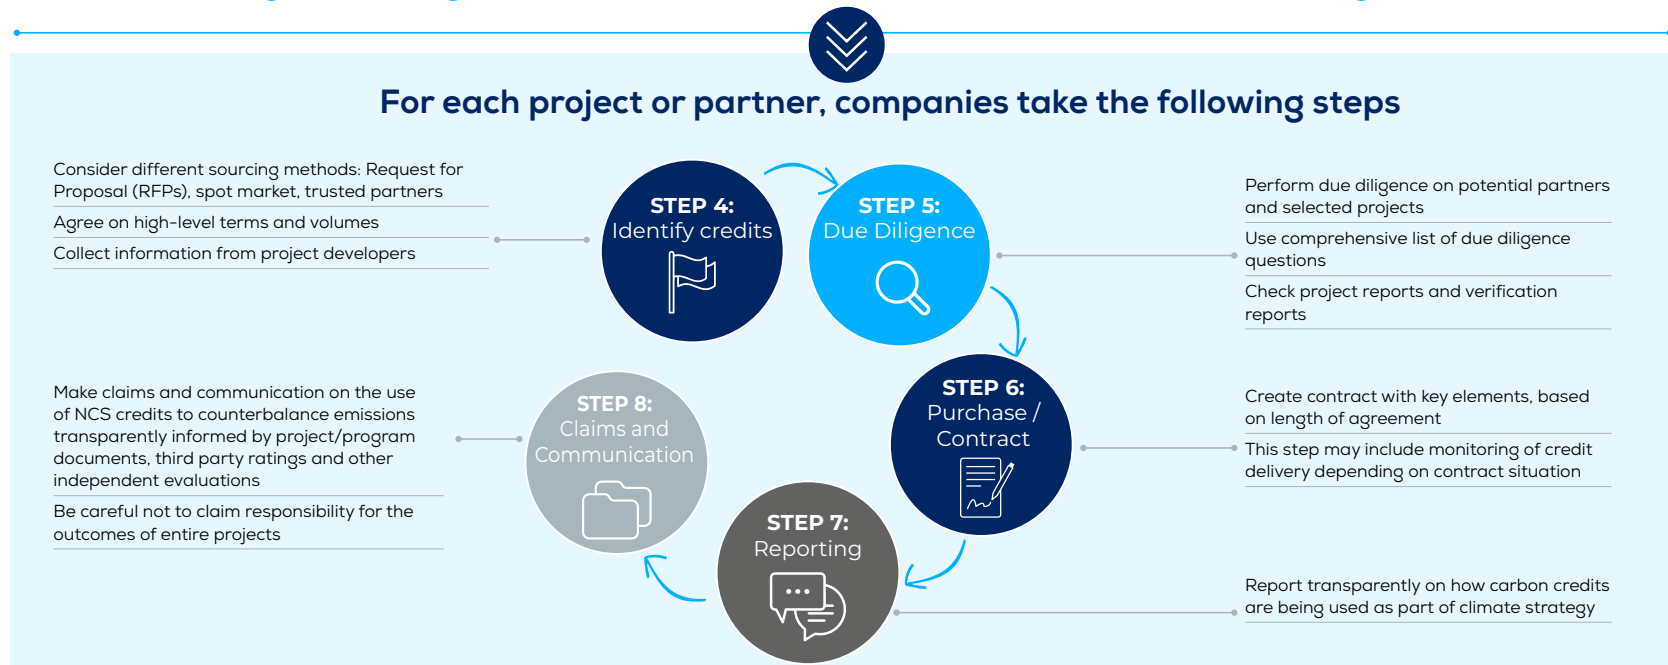 For each project or partner, companies take the following steps
Consider different sourcing methods: Request for
Proposal (RFPs), spot market, trusted partners
Agree on high-level terms and volumes
Collect information from project developers
STEP 4:
Identify credits
STEP 5:
Due Diligence
Perform due diligence on potential partners
and selected projects
Use comprehensive list of due diligence
questions
Check project reports and verification
reports
STEP 6:
Purchase /
Contract
Create contract with key elements, based
on length of agreement
This step may include monitoring of credit
delivery depending on contract situation
STEP 7:
Reporting
Report transparently on how carbon credits
are being used as part of climate strategy
STEP 8:
Claims and
Communication
Make claims and communication on the use
of NCS credits to counterbalance emissions
transparently informed by project/program
documents, third party ratings and other
independent evaluations
Be careful not to claim responsibility for the
outcomes of entire projects